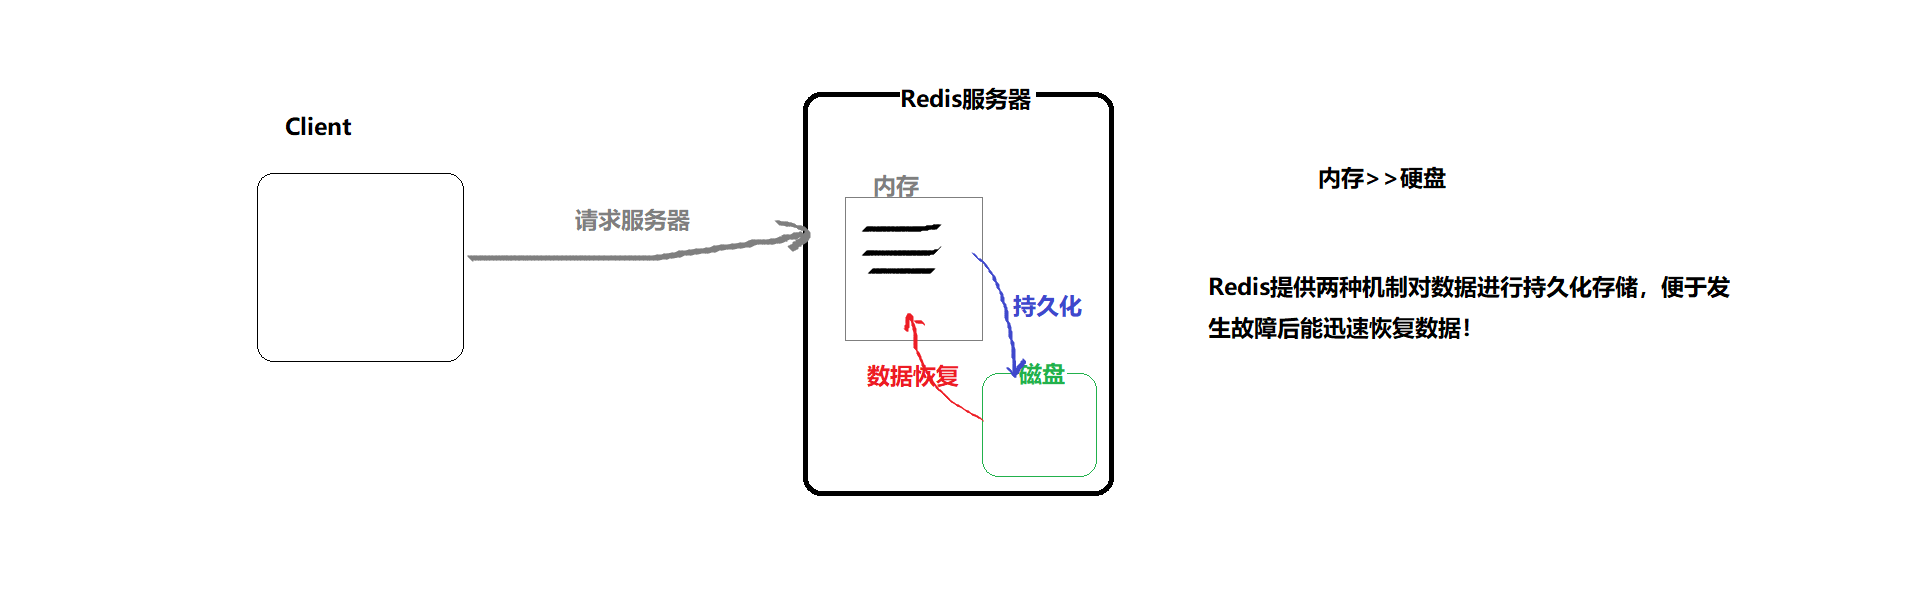 Client
Redis服务器
请求服务器
内存
持久化
数据恢复
磁盘
内存>>硬盘
Redis提供两种机制对数据进行持久化存储，便于发
生故障后能迅速恢复数据！